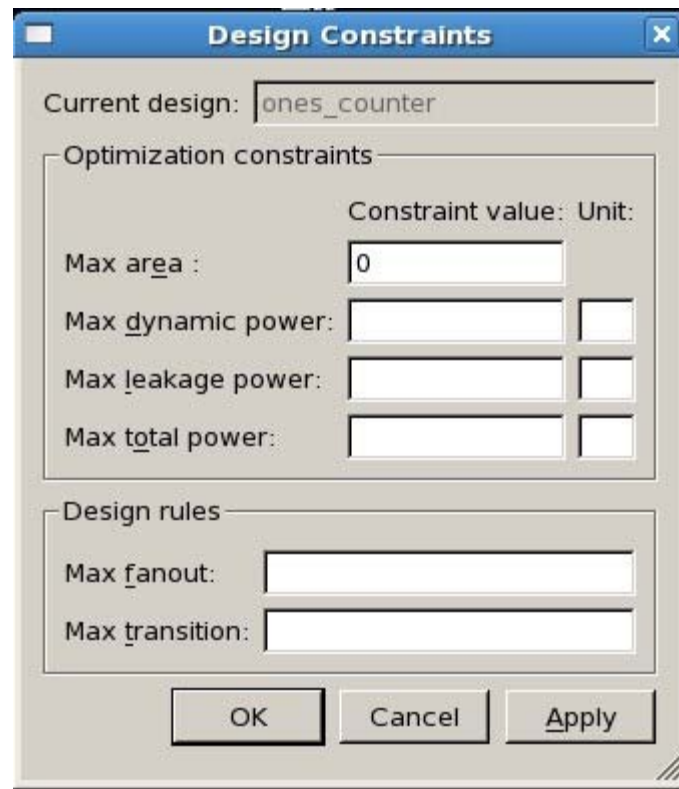 Design Constraints
Current design: ones_counter
Optimization constraints
Constraint value: Unit:
Max area : 0
Max dynamic power:
Max leakage power:
Max total power:
Design rules
Max fanout:
Max transition:
OK Cancel Apply